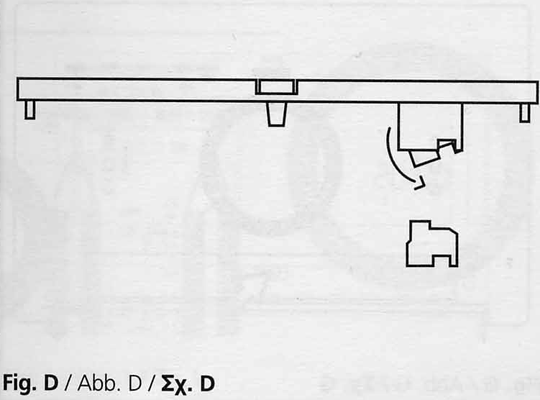 Fig. D / Abb. D / Σχ. D